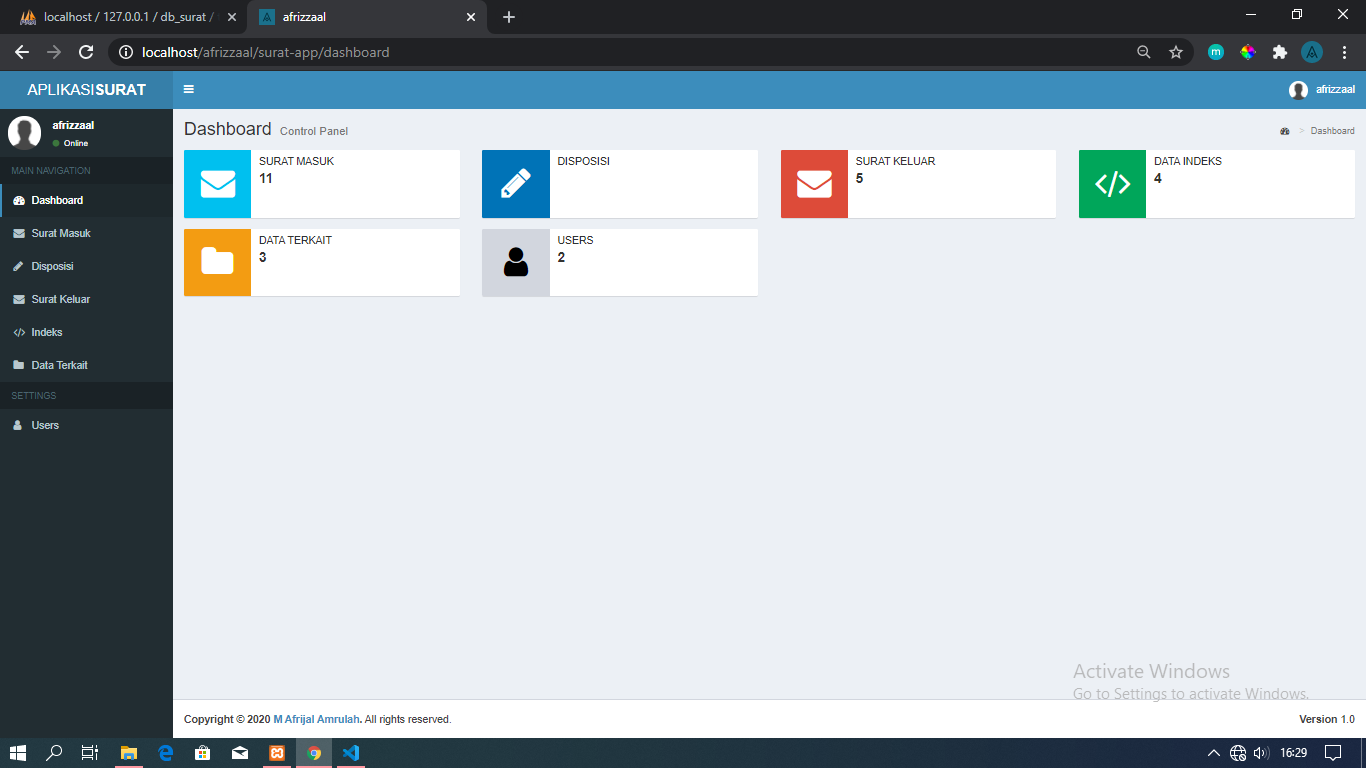 localhost / 127.0.0.1 / db_surat /
afrizzaal
localhost/afrizzaal/surat-app/dashboard
m
APLIKASISURAT
afrizzaal
afrizzaal
Online
MAIN NAVIGATION
Dashboard
Surat Masuk
Disposisi
Surat Keluar
Indeks
Data Terkait
SETTINGS
Users
Dashboard Control Panel
> Dashboard
SURAT MASUK
11
DISPOSISI
SURAT KELUAR
5
DATA INDEKS
4
DATA TERKAIT
3
USERS
2
Activate Windows
Go to Settings to activate Windows.
Copyright © 2020 M Afrijal Amrulah. All rights reserved.
Version 1.0
16:29